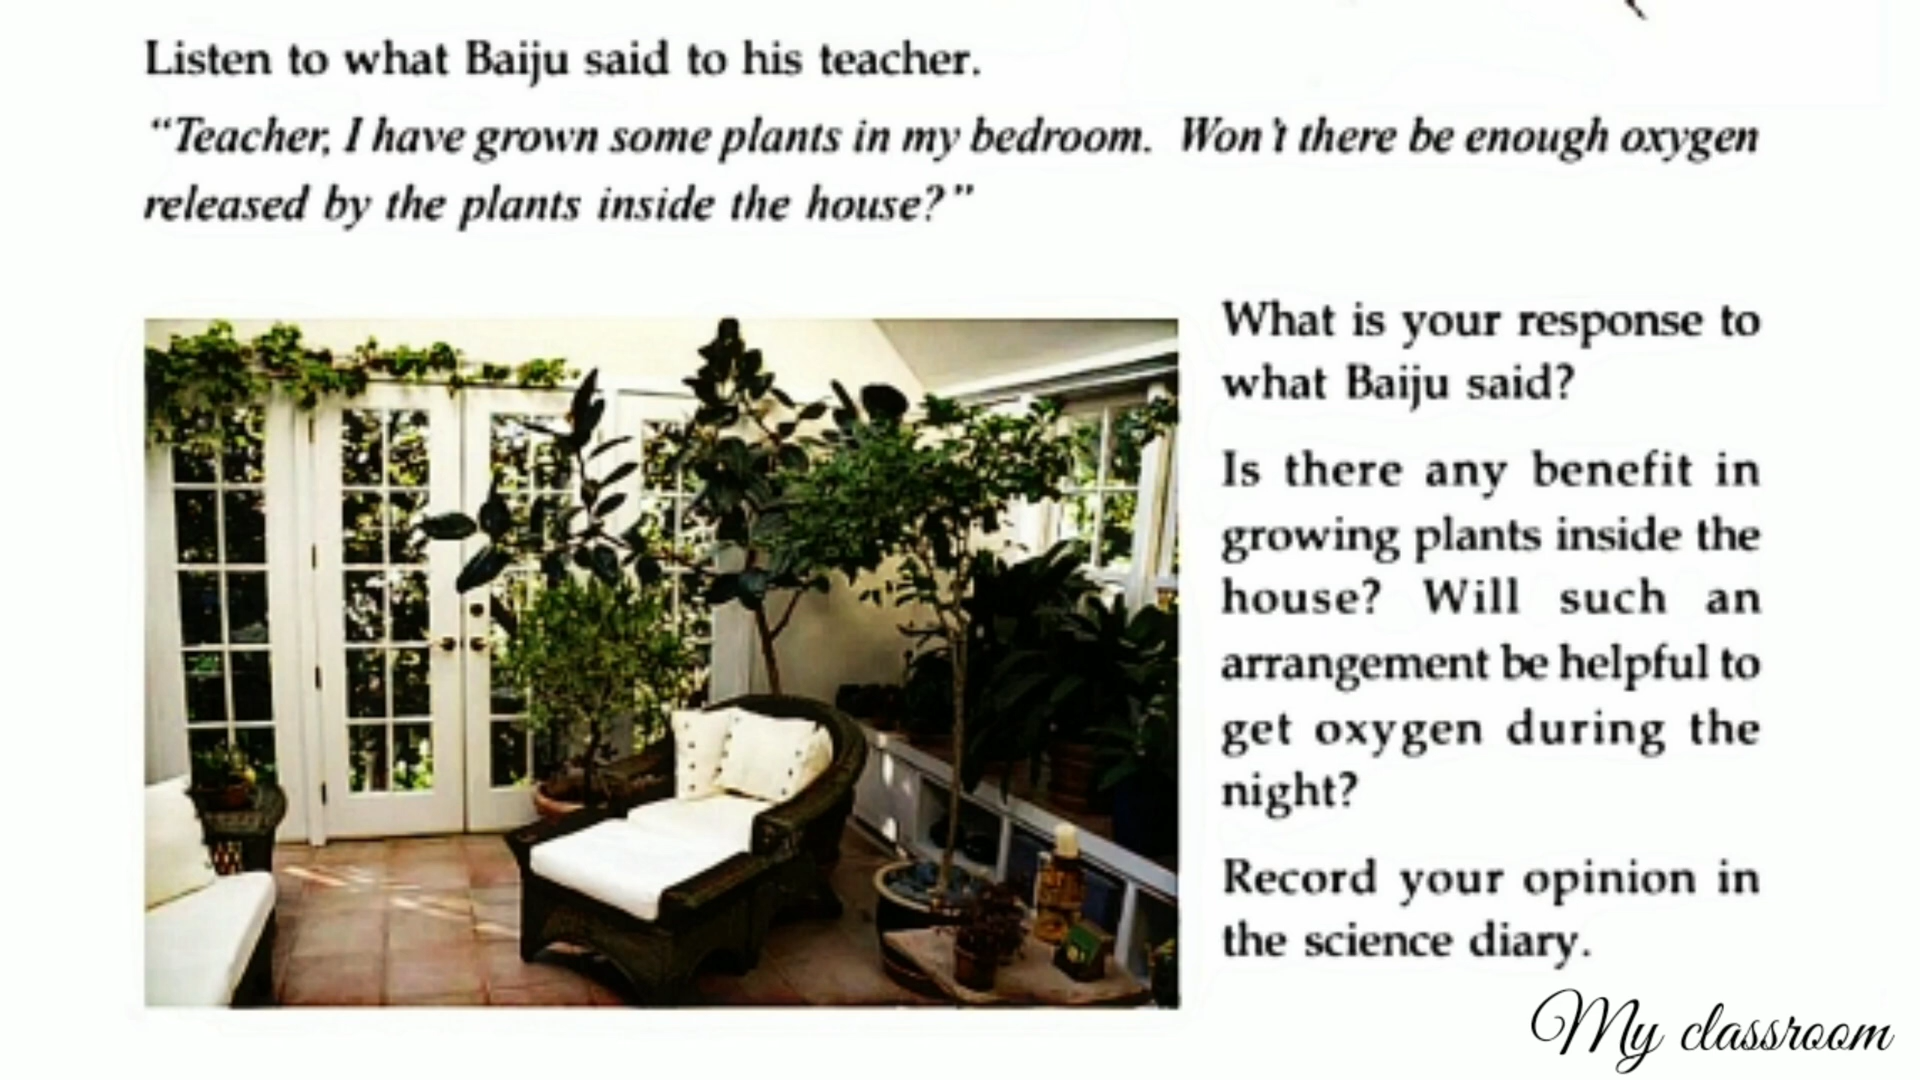 Listen to what Baiju said to his teacher.
“Teacher, I have grown some plants in my bedroom. Won't there be enough oxygen
released by the plants inside the house?”
What is your response to
what Baiju said?
Is there any benefit in
growing plants inside the
house? Will such an
arrangement be helpful to
get oxygen during the
night?
Record your opinion in
the science diary.
My classroom